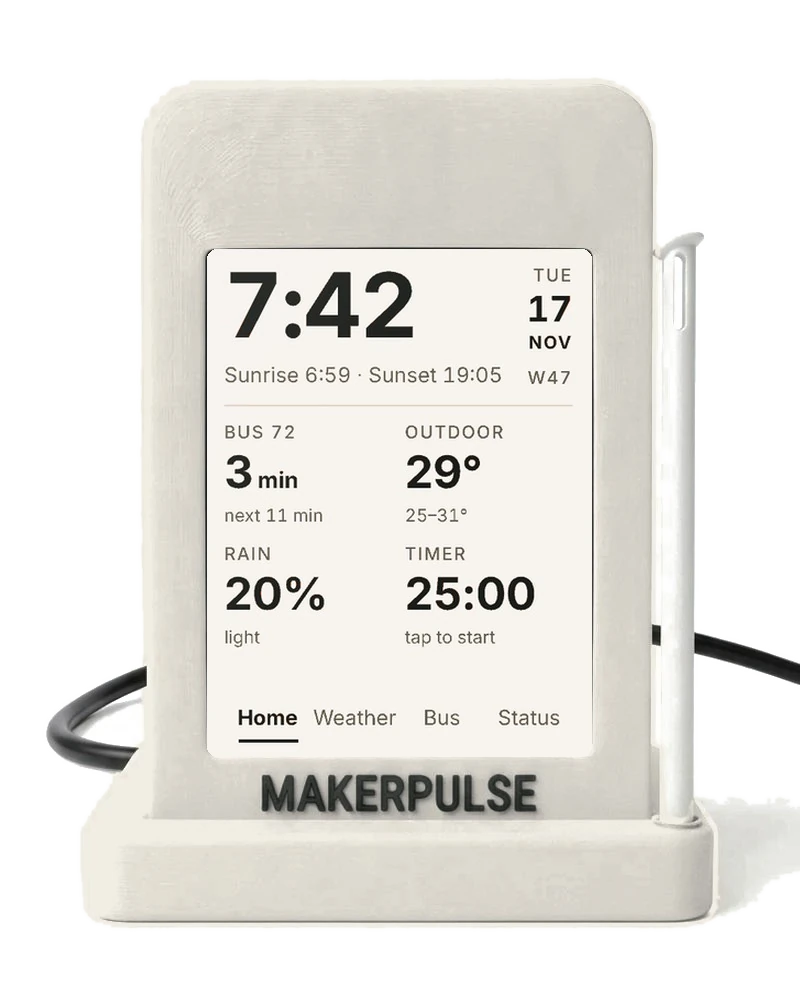 7:42
TUE
17
NOV
Sunrise 6:59 · Sunset 19:05
W47
BUS 72
3 min
next 11 min
OUTDOOR
29°
25–31°
RAIN
20%
light
TIMER
25:00
tap to start
Home Weather Bus Status
MAKERPULSE